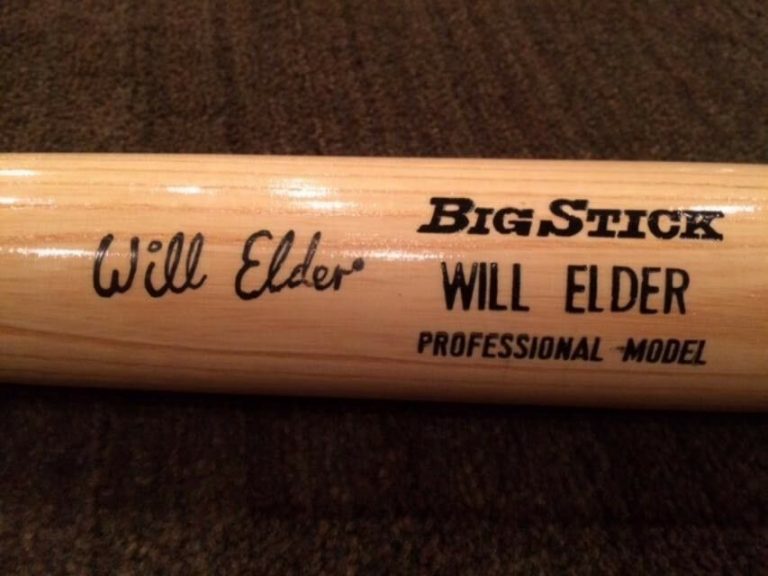 Will Elder
BIG STICK
WILL ELDER
PROFESSIONAL MODEL